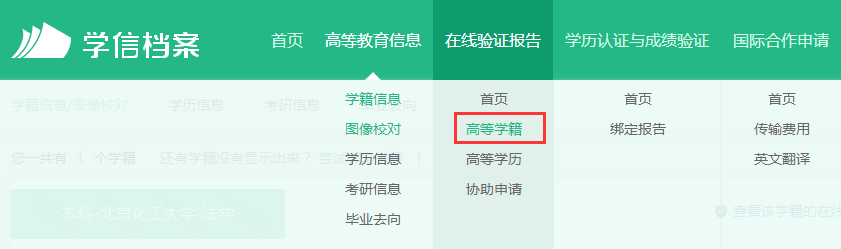 学信档案
首页 高等教育信息 在线验证报告 学历认证与成绩验证 国际合作申请
学籍信息 首页 首页 首页
学籍信息/图像校对 学历信息 考研信息 毕业去向
图像校对 高等学籍 绑定报告 传输费用
您一共有 1 个学籍 还有学籍没有显示出来？尝试
学历信息 高等学历 英文翻译
考研信息 协助申请
毕业去向
本科-北京化工大学-法学
查看该学籍的在线